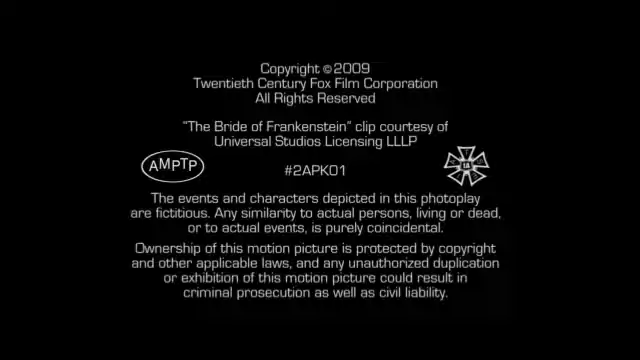 Copyright ©2009
Twentieth Century Fox Film Corporation
All Rights Reserved
"The Bride of Frankenstein" clip courtesy of
Universal Studios Licensing LLLP
AMPTP
#2APK01
The events and characters depicted in this photoplay
are fictitious. Any similarity to actual persons, living or dead,
or to actual events, is purely coincidental.
Ownership of this motion picture is protected by copyright
and other applicable laws, and any unauthorized duplication
or exhibition of this motion picture could result in
criminal prosecution as well as civil liability.